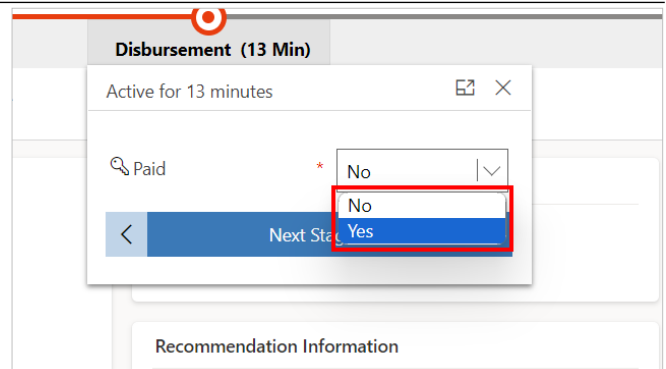 Disbursement (13 Min)
Active for 13 minutes
Paid * No
No
Yes
Next Stag
Recommendation Information